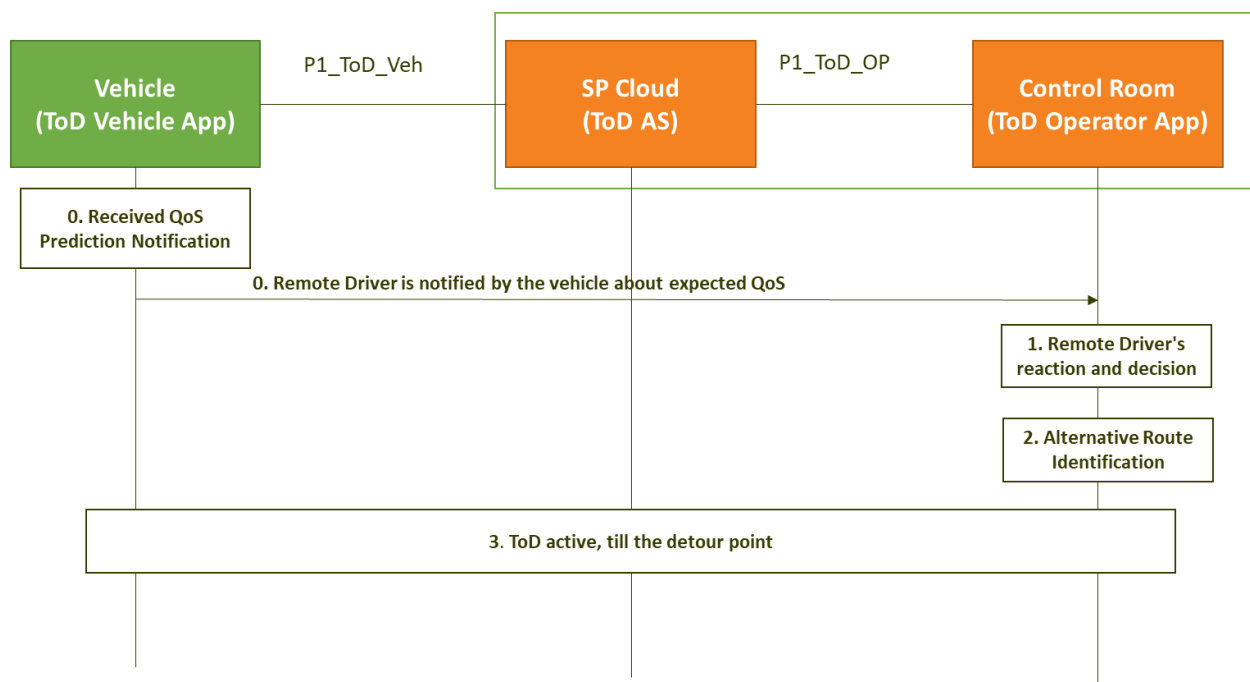 P1_ToD_Veh
P1_ToD_OP
Vehicle
(ToD Vehicle App)
SP Cloud
(ToD AS)
Control Room
(ToD Operator App)
0. Received QoS
Prediction Notification
0. Remote Driver is notified by the vehicle about expected QoS
1. Remote Driver's
reaction and decision
2. Alternative Route
Identification
3. ToD active, till the detour point